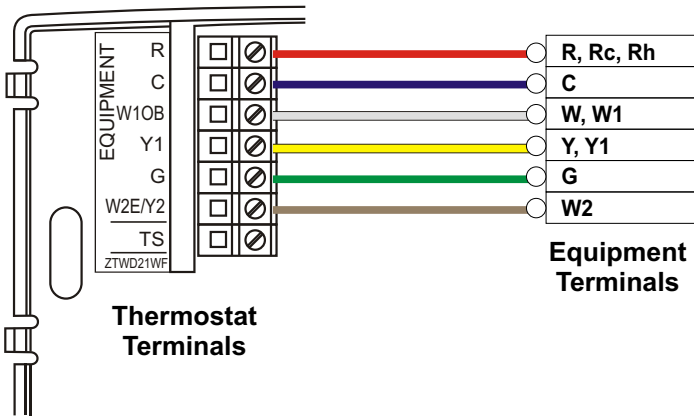 EQUIPMENT
R
C
W1OB
Y1
G
W2E/Y2
TS
ZTWD21WF
Thermostat
Terminals
R, Rc, Rh
C
W, W1
Y, Y1
G
W2
Equipment
Terminals